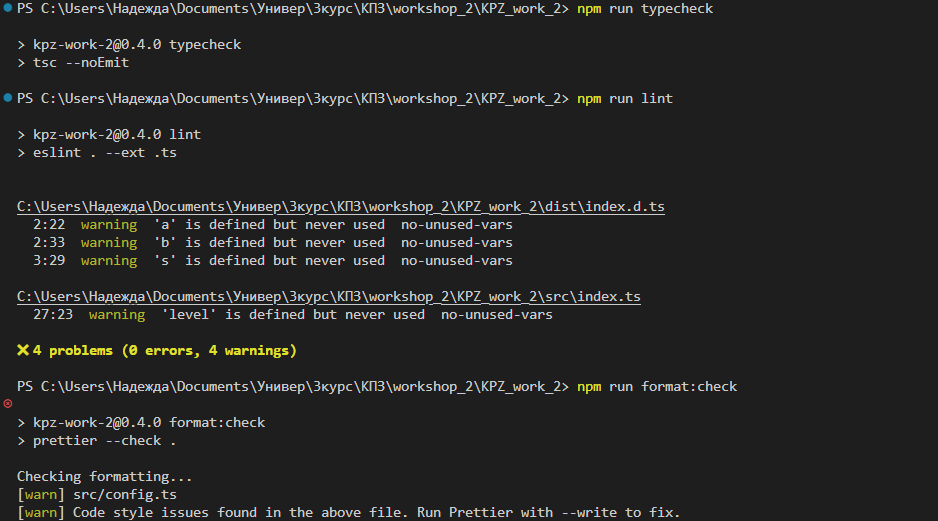 PS C:\Users\Надежда\Documents\Универ\3курс\КПЗ\workshop_2\KPZ_work_2> npm run typecheck
> kpz-work-2@0.4.0 typecheck
> tsc --noEmit
PS C:\Users\Надежда\Documents\Универ\3курс\КПЗ\workshop_2\KPZ_work_2> npm run lint
> kpz-work-2@0.4.0 lint
> eslint . --ext .ts
C:\Users\Надежда\Documents\Универ\3курс\КПЗ\workshop_2\KPZ_work_2\dist\index.d.ts
2:22 warning 'a' is defined but never used no-unused-vars
2:33 warning 'b' is defined but never used no-unused-vars
3:29 warning 's' is defined but never used no-unused-vars
C:\Users\Надежда\Documents\Универ\3курс\КПЗ\workshop_2\KPZ_work_2\src\index.ts
27:23 warning 'level' is defined but never used no-unused-vars
✖ 4 problems (0 errors, 4 warnings)
PS C:\Users\Надежда\Documents\Универ\3курс\КПЗ\workshop_2\KPZ_work_2> npm run format:check
> kpz-work-2@0.4.0 format:check
> prettier --check .
Checking formatting...
[warn] src/config.ts
[warn] Code style issues found in the above file. Run Prettier with --write to fix.